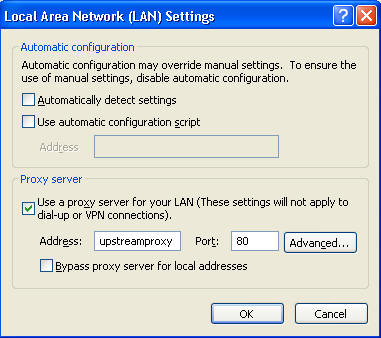 Local Area Network (LAN) Settings
Automatic configuration
Automatic configuration may override manual settings. To ensure the
use of manual settings, disable automatic configuration.
Automatically detect settings
Use automatic configuration script
Address
Proxy server
Use a proxy server for your LAN (These settings will not apply to
dial-up or VPN connections).
Address: upstreamproxy Port: 80 Advanced...
Bypass proxy server for local addresses
OK Cancel